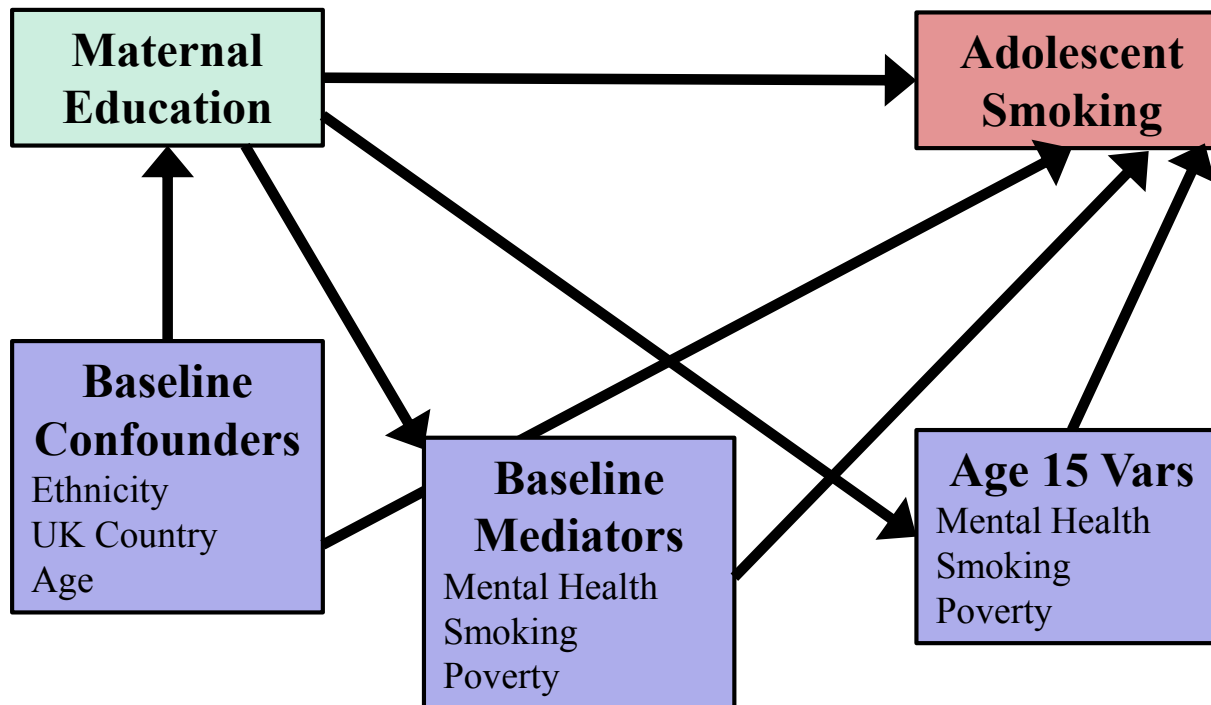 Maternal
Education
Adolescent
Smoking
Baseline
Confounders
Ethnicity
UK Country
Age
Baseline
Mediators
Mental Health
Smoking
Poverty
Age 15 Vars
Mental Health
Smoking
Poverty